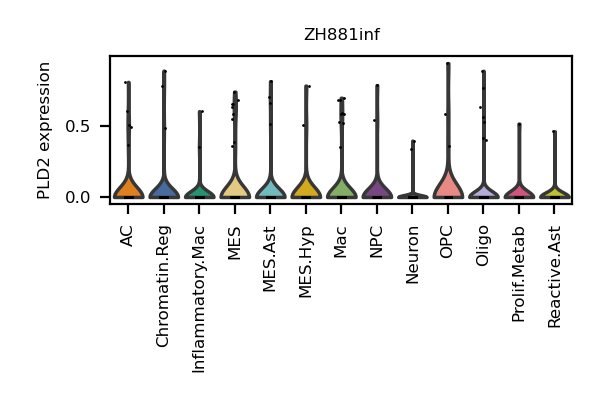 ZH881inf
PLD2 expression
0.5
0.0
AC
Chromatin.Reg
Inflammatory.Mac
MES
MES.Ast
MES.Hyp
Mac
NPC
Neuron
OPC
Oligo
Prolif.Metab
Reactive.Ast